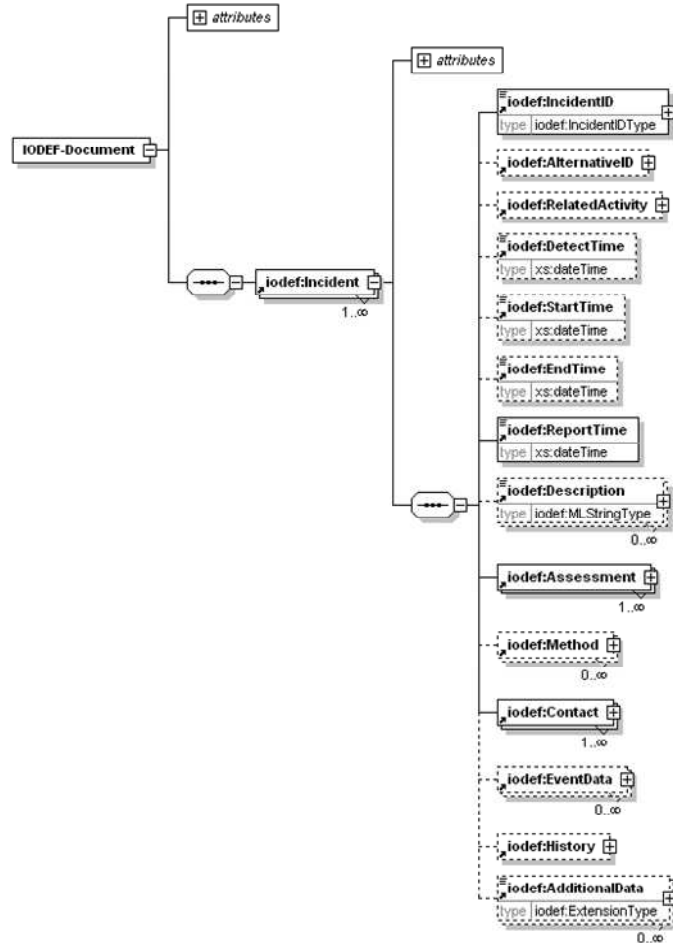 attributes
attributes
iodef:IncidentID
type iodef:IncidentIDType
IODEF-Document
iodef:AlternativeID
iodef:RelatedActivity
iodef:DetectTime
type xs:dateTime
iodef:Incident
1..∞
iodef:StartTime
type xs:dateTime
iodef:EndTime
type xs:dateTime
iodef:ReportTime
type xs:dateTime
iodef:Description
type iodef:MLStringType
0..∞
iodef:Assessment
1..∞
iodef:Method
0..∞
iodef:Contact
1..∞
iodef:EventData
0..∞
iodef:History
iodef:AdditionalData
type iodef:ExtensionType
0..∞